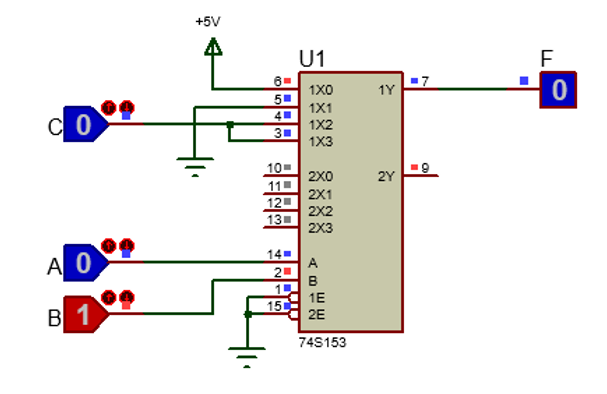 +5V
U1
F
6 1X0 1Y 7
0
5 1X1
C 0 4 1X2
3 1X3
10 2X0 2Y 9
11 2X1
12 2X2
13 2X3
A 0 14 A
2 B
B 1 1 1E
15 2E
74S153